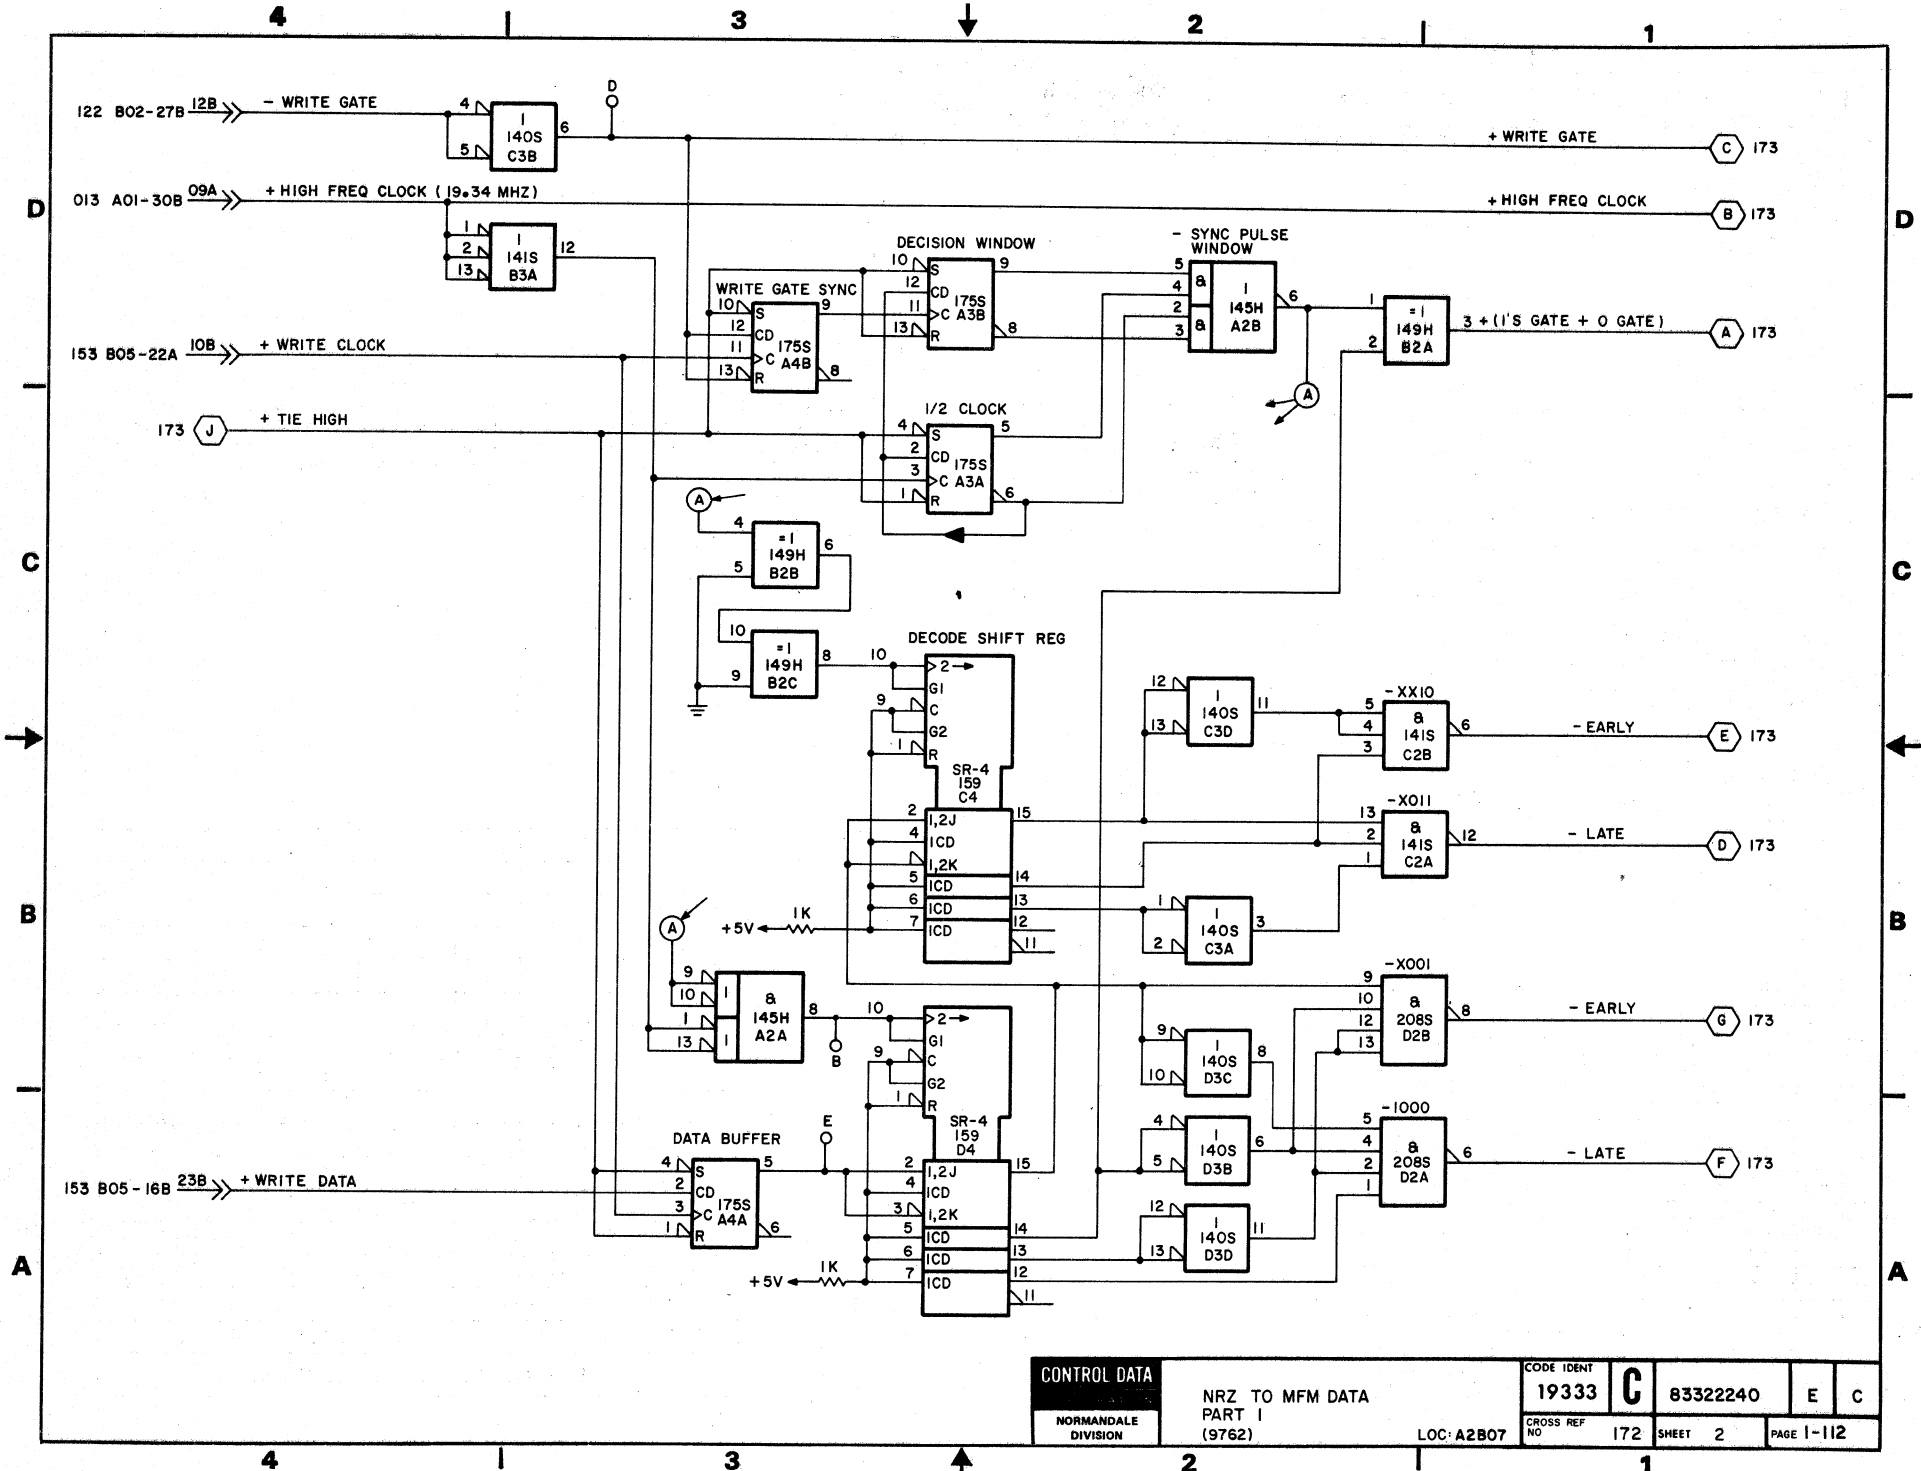 4 3 2 1
D
122 B02-27B 12B - WRITE GATE
4 5 1 140S C3B 6
D
+ WRITE GATE C 173
013 A01-30B 09A + HIGH FREQ CLOCK (19.34 MHZ)
+ HIGH FREQ CLOCK B 173
D
1 2 13 1 141S B3A 12
WRITE GATE SYNC
10 S 12 CD 11 C 13 R 175S A4B 9 8
DECISION WINDOW
10 S 12 CD 11 C 13 R 175S A3B 9 8
- SYNC PULSE
WINDOW
5 4 2 3 & & 1 145H A2B 6
A
1 2 =1 149H B2A 3 + (1'S GATE + 0 GATE) A 173
153 B05-22A 10B + WRITE CLOCK
173 J + TIE HIGH
1/2 CLOCK
4 S 2 CD 3 C 1 R 175S A3A 5 6
C
A
4 5 =1 149H B2B 6
10 9 =1 149H B2C 8
C
DECODE SHIFT REG
10 2 G1 9 C G2 1 R
SR-4
159
C4
2 1,2J 15
4 1CD
1,2K
5 1CD 14
6 1CD 13
7 1CD 12
11
+5V 1K
12 13 1 140S C3D 11
- XX10
5 4 3 & 141S C2B 6 - EARLY E 173
- X011
13 2 1 & 141S C2A 12 - LATE D 173
1 2 1 140S C3A 3
B
B
A
9 10 1 13 1 1 & 145H A2A 8
B
10 2 G1 9 C G2 1 R
SR-4
159
D4
2 1,2J 15
4 1CD
3 1,2K
5 1CD 14
6 1CD 13
7 1CD 12
11
+5V 1K
- X001
9 10 12 13 & 208S D2B 8 - EARLY G 173
9 10 1 140S D3C 8
4 5 1 140S D3B 6
12 13 1 140S D3D 11
- 1000
5 4 2 1 & 208S D2A 6 - LATE F 173
DATA BUFFER
E
153 B05-16B 23B + WRITE DATA
4 S 2 CD 3 C 1 R 175S A4A 5 6
A
A
CONTROL DATA
NORMANDALE
DIVISION
NRZ TO MFM DATA
PART I
(9762)
LOC: A2B07
CODE IDENT
19333 C 83322240 E C
CROSS REF
NO 172 SHEET 2 PAGE 1-112
4 3 2 1